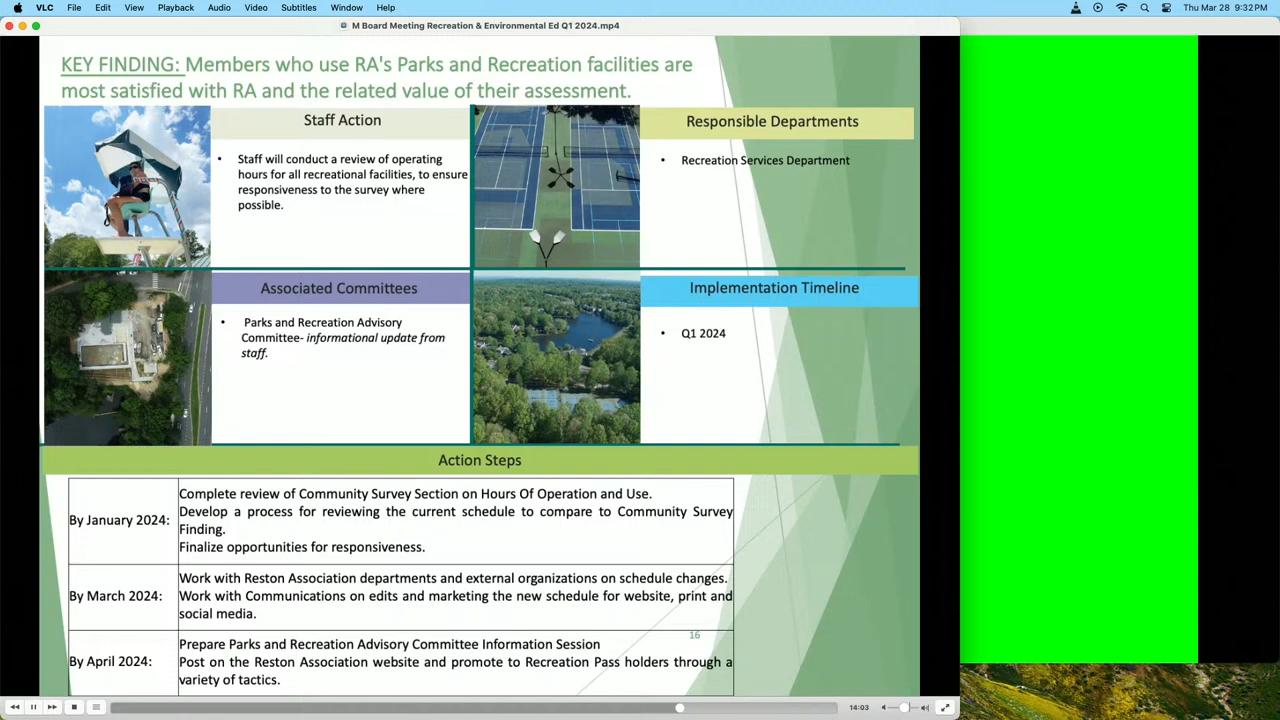 VLC File Edit View Playback Audio Video Subtitles Window Help Thu Mar 28 9:32 PM
M Board Meeting Recreation & Environmental Ed Q1 2024.mp4
KEY FINDING: Members who use RA's Parks and Recreation facilities are
most satisfied with RA and the related value of their assessment.
Staff Action
• Staff will conduct a review of operating
hours for all recreational facilities, to ensure
responsiveness to the survey where
possible.
Responsible Departments
• Recreation Services Department
Associated Committees
• Parks and Recreation Advisory
Committee- informational update from
staff.
Implementation Timeline
• Q1 2024
Action Steps
By January 2024:
Complete review of Community Survey Section on Hours Of Operation and Use.
Develop a process for reviewing the current schedule to compare to Community Survey
Finding.
Finalize opportunities for responsiveness.
By March 2024:
Work with Reston Association departments and external organizations on schedule changes.
Work with Communications on edits and marketing the new schedule for website, print and
social media.
16
By April 2024:
Prepare Parks and Recreation Advisory Committee Information Session
Post on the Reston Association website and promote to Recreation Pass holders through a
variety of tactics.
14:03